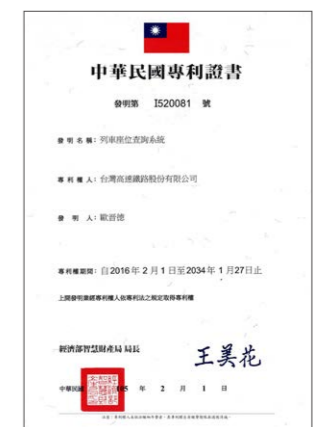 中華民國專利證書
發明第 I520081 號
發 明 名 稱：列車座位查詢系統
專 利 權 人：台灣高速鐵路股份有限公司
發 明 人：歐晉德
專利權期間：自2016 年 2 月 1 日至2034 年 1 月27日止
上開發明業經專利權人依專利法之規定取得專利權
經濟部智慧財產局 局長
王美花
中華民國 105 年 2 月 1 日